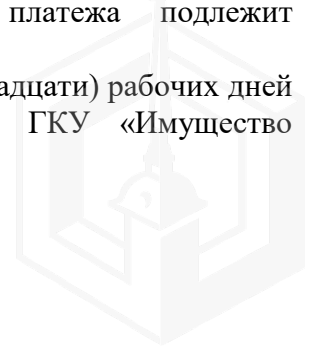 платежа подлежит
адцати) рабочих дней
ГКУ «Имущество